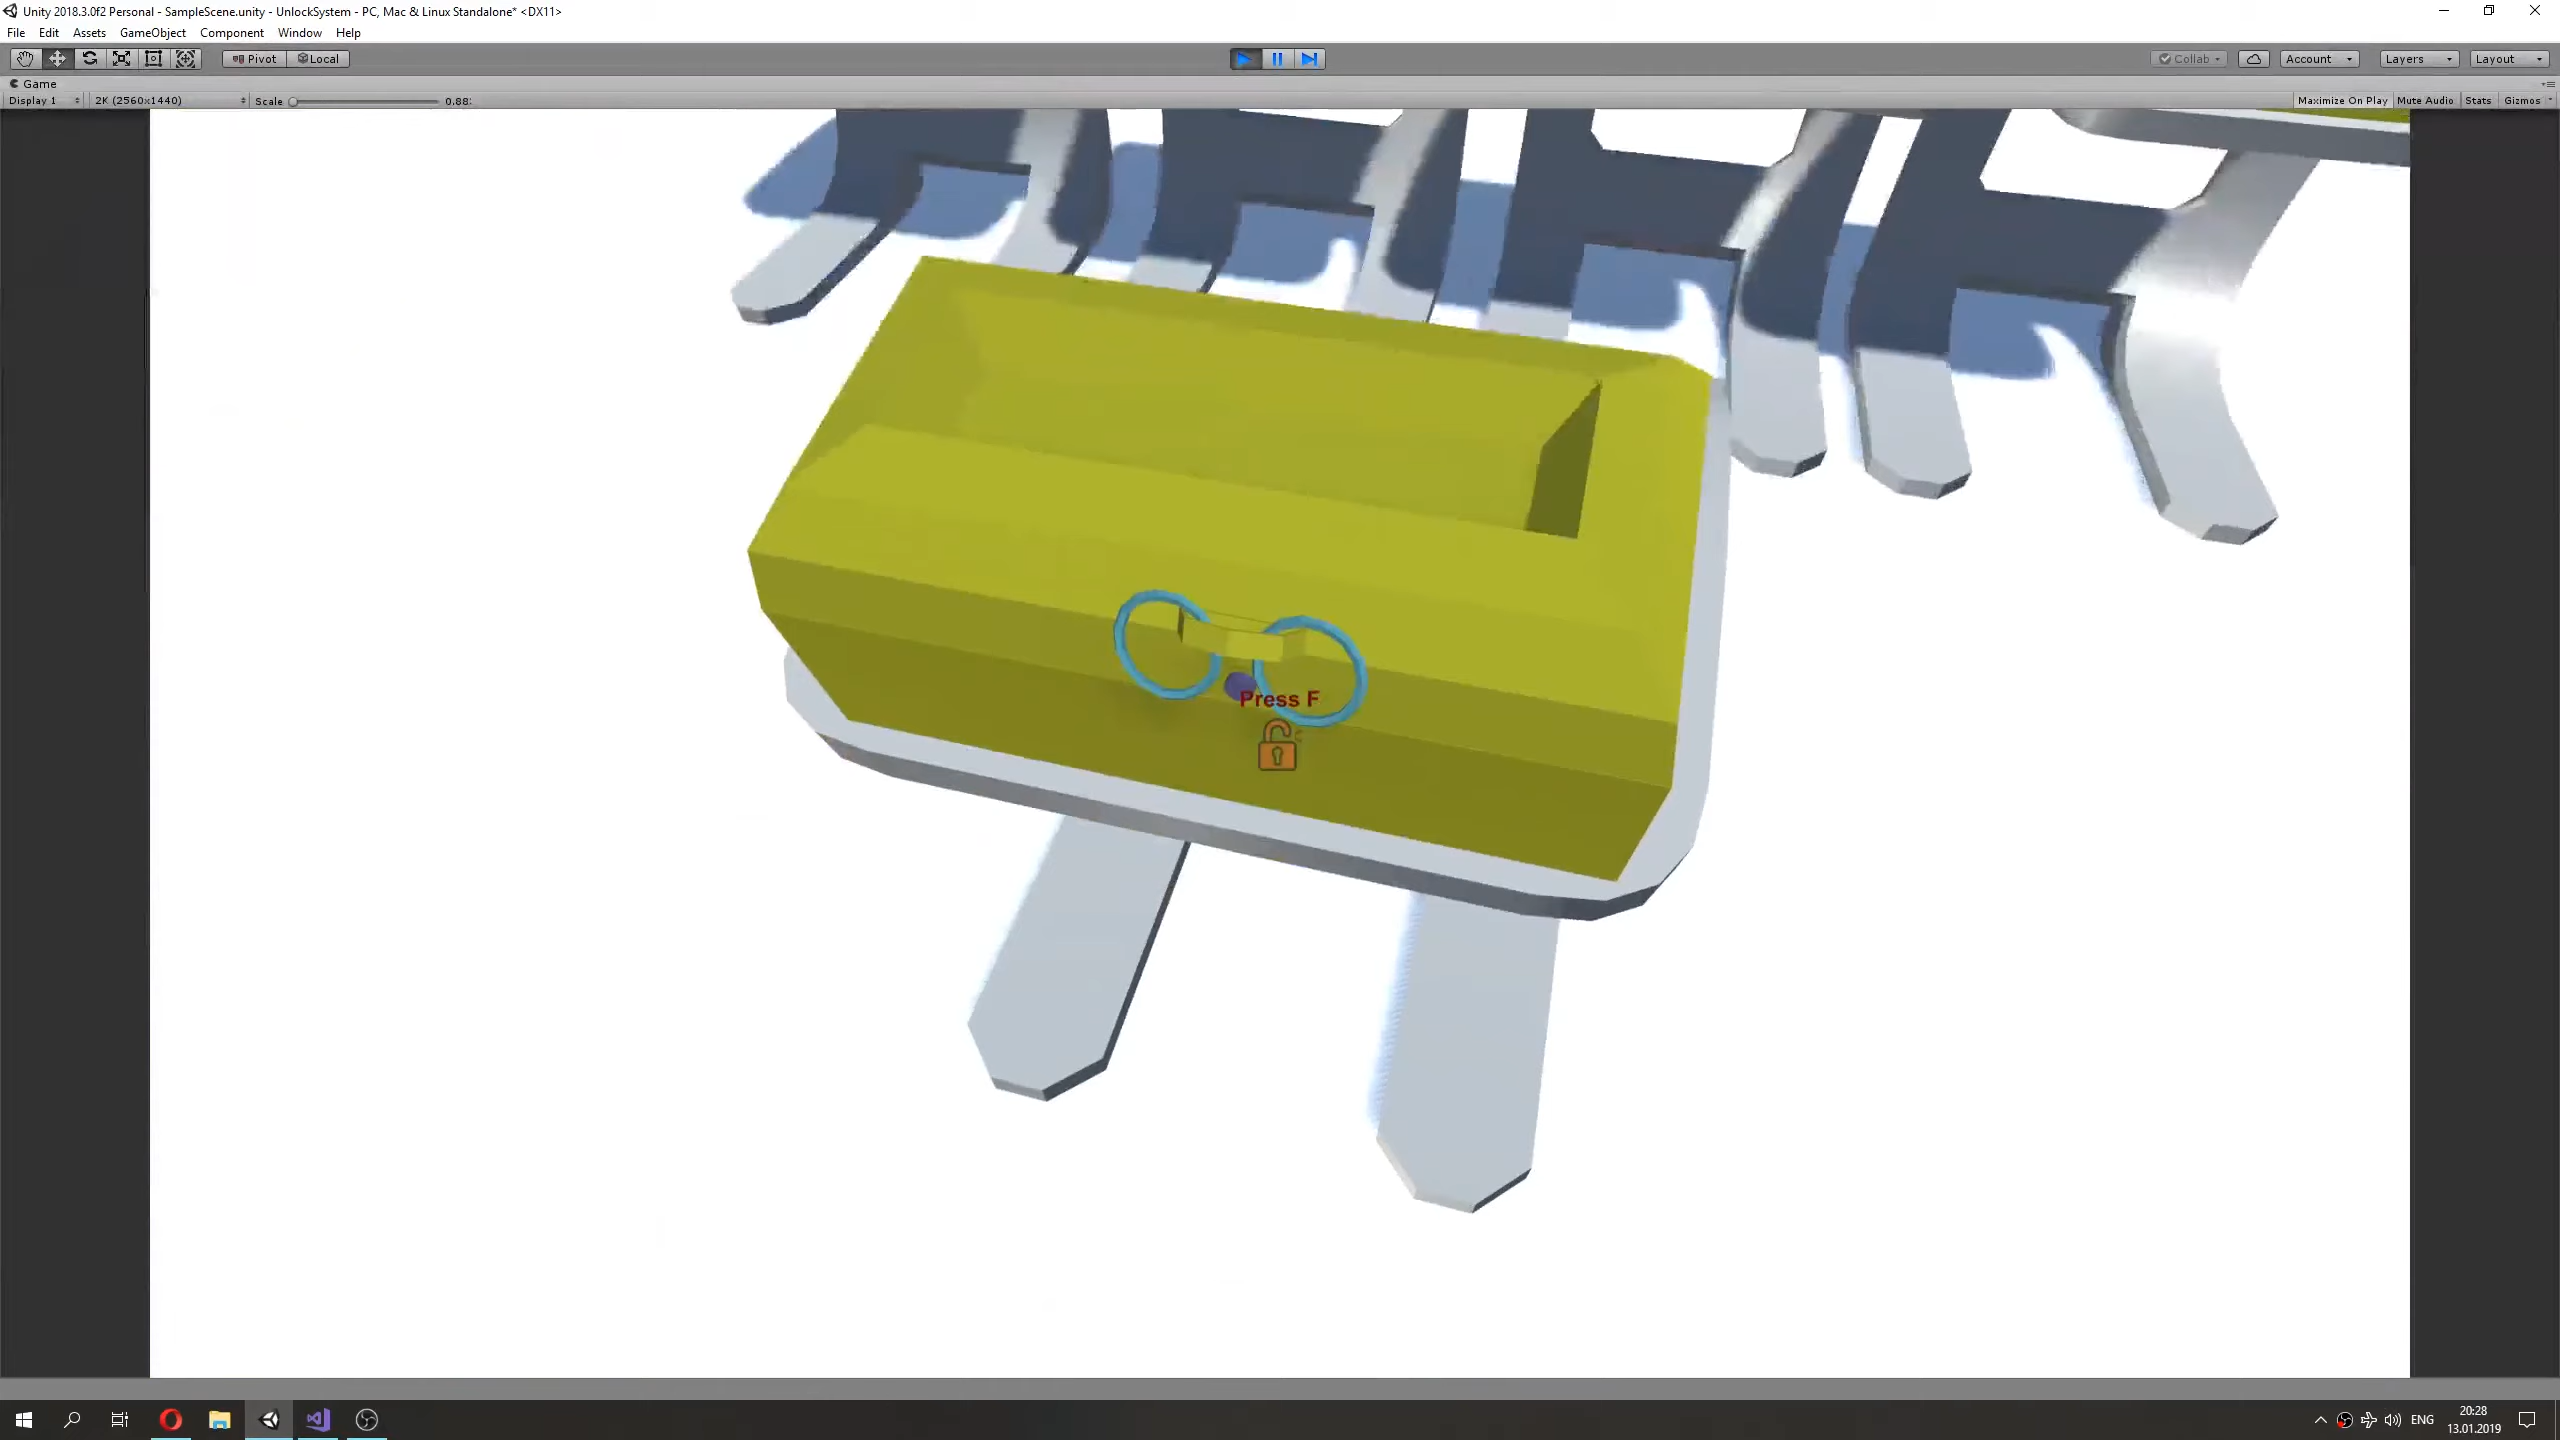 Unity 2018.3.0f2 Personal - SampleScene.unity - UnlockSystem - PC, Mac & Linux Standalone* <DX11>
File Edit Assets GameObject Component Window Help
Pivot Local Collab Account Layers Layout
Game
Display 1 2K (2560x1440) Scale 0.88 Maximize On Play Mute Audio Stats Gizmos
Press F
ENG 20:28
13.01.2019